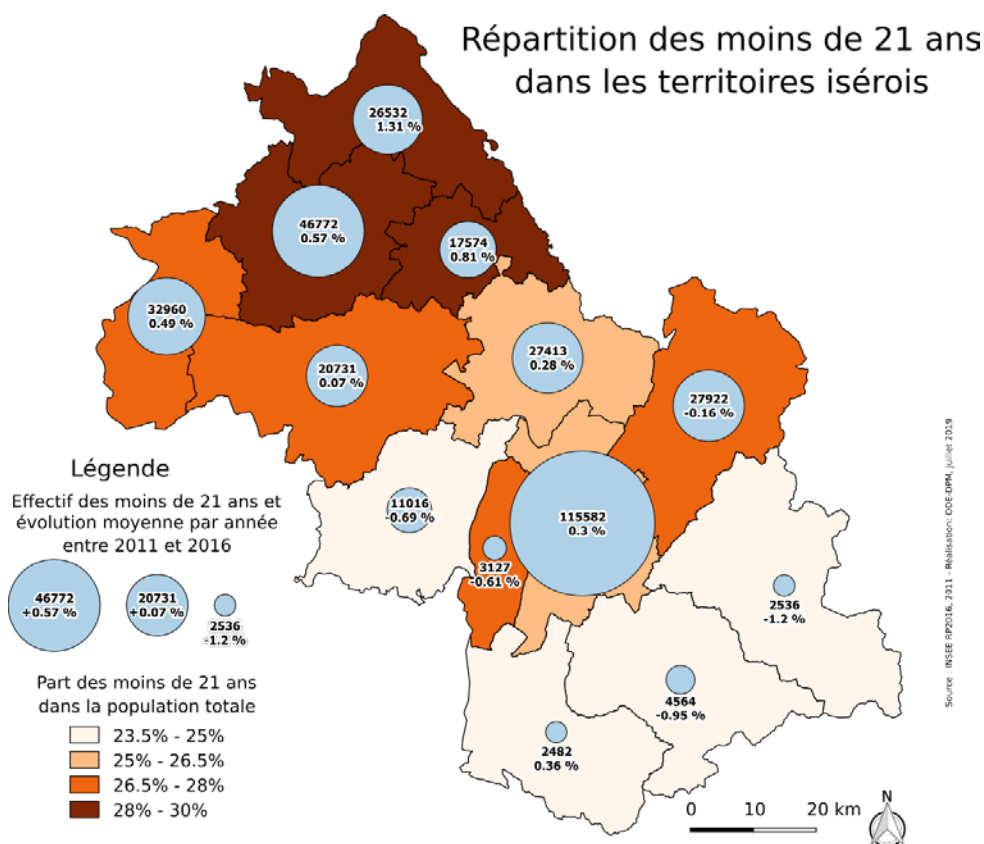 Répartition des moins de 21 ans
dans les territoires isérois
26532
1.31 %
46772
0.57 %
17574
0.81 %
32960
0.49 %
20731
0.07 %
27413
0.28 %
27922
-0.16 %
11016
-0.69 %
3127
-0.61 %
115582
0.3 %
2536
-1.2 %
4564
-0.95 %
2482
0.36 %
Légende
Effectif des moins de 21 ans et
évolution moyenne par année
entre 2011 et 2016
46772
+0.57 %
20731
+0.07 %
2536
-1.2 %
Part des moins de 21 ans
dans la population totale
23.5% - 25%
25% - 26.5%
26.5% - 28%
28% - 30%
0 10 20 km
N
Source : INSEE RP2016, 2011 - Réalisation: ODE-DPM, juillet 2019